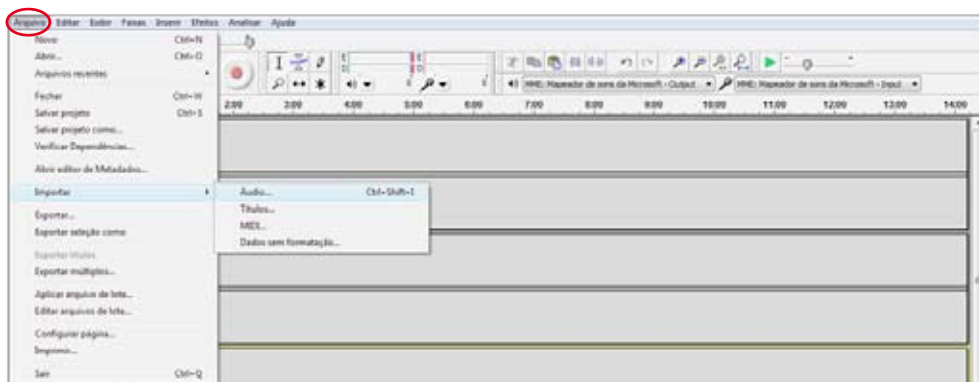 Arquivo Editar Exibir Faixas Inserir Efeitos Analisar Ajuda
Novo Ctrl+N
Abrir... Ctrl+O
Arquivos recentes
Fechar Ctrl+W
Salvar projeto Ctrl+S
Salvar projeto como...
Verificar Dependências...
Abrir editor de Metadados...
Importar
Áudio... Ctrl+Shift+I
Títulos...
MIDI...
Dados sem formatação...
Exportar...
Exportar seleção como
Exportar títulos
Exportar múltiplos...
Aplicar arquivo de lote...
Editar arquivos de lote...
Configurar página...
Imprimir...
Sair Ctrl+Q
MME: Mapeador de sons da Microsoft - Output
MME: Mapeador de sons da Microsoft - Input
2:00 3:00 4:00 5:00 6:00 7:00 8:00 9:00 10:00 11:00 12:00 13:00 14:00